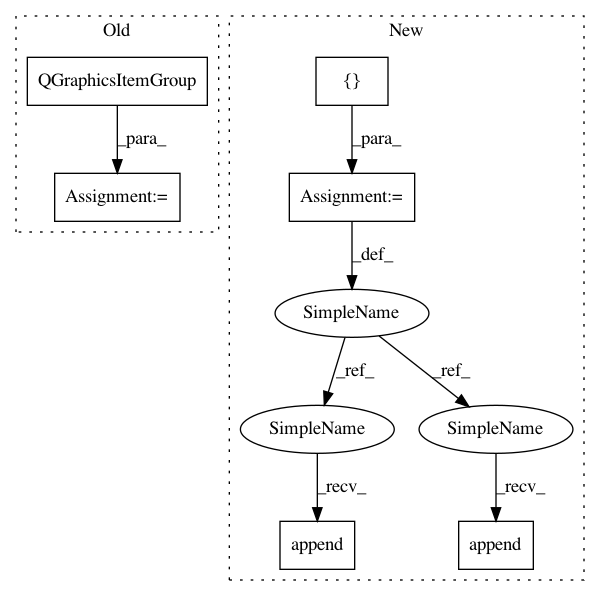 Old
New
QGraphicsItemGroup
{}
_para_
_para_
Assignment:=
Assignment:=
_def_
SimpleName
_ref_
_ref_
SimpleName
SimpleName
_recv_
_recv_
append
append